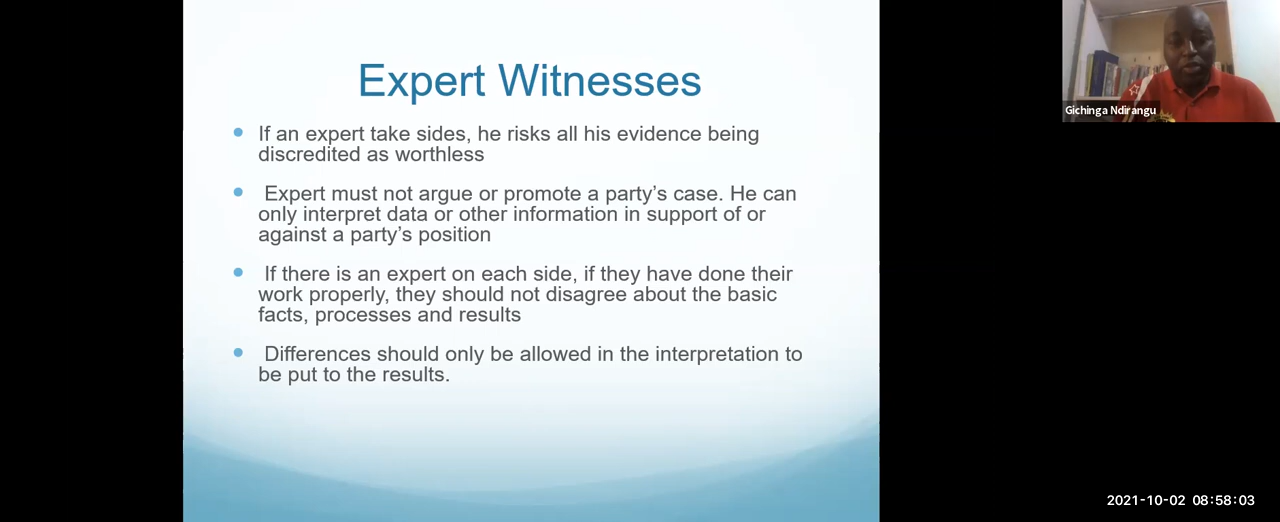 Expert Witnesses
If an expert take sides, he risks all his evidence being
discredited as worthless
Expert must not argue or promote a party's case. He can
only interpret data or other information in support of or
against a party's position
If there is an expert on each side, if they have done their
work properly, they should not disagree about the basic
facts, processes and results
Differences should only be allowed in the interpretation to
be put to the results.
Gichinga Ndirangu
2021-10-02 08:58:03